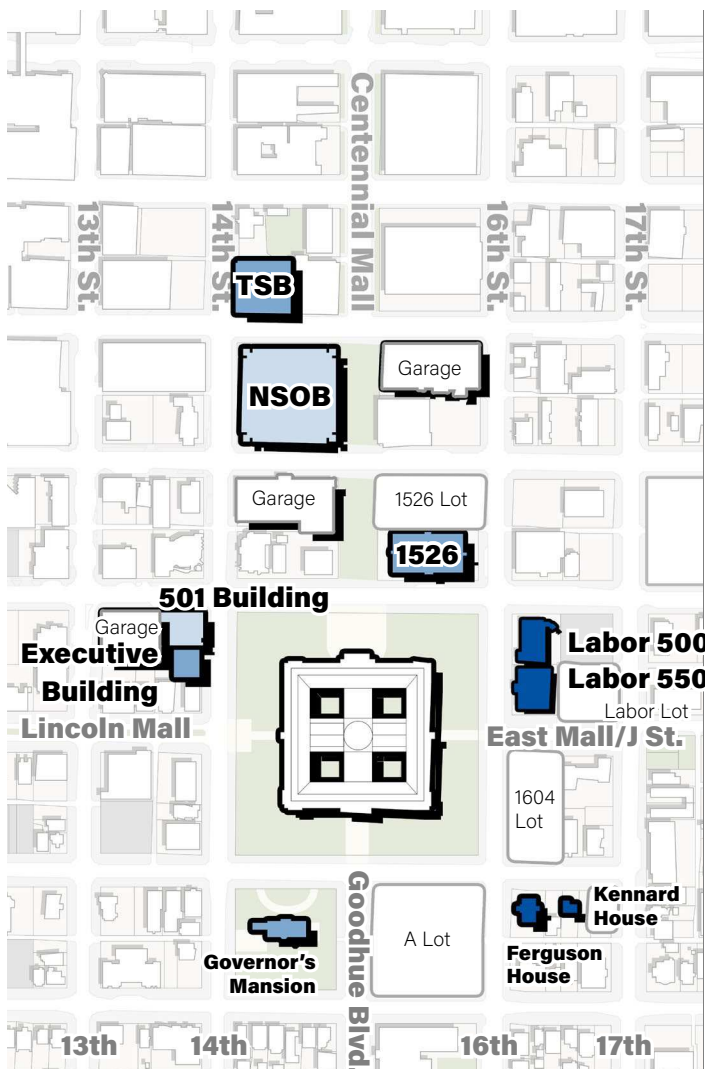 Centennial Mall
13th St.
14th St.
16th St.
17th St.
TSB
NSOB
Garage
Garage
1526 Lot
1526
501 Building
Garage
Executive
Building
Lincoln Mall
Labor 500
Labor 550
Labor Lot
East Mall/J St.
1604
Lot
Goodhue Blvd.
A Lot
Governor's
Mansion
Kennard
House
Ferguson
House
13th
14th
16th
17th